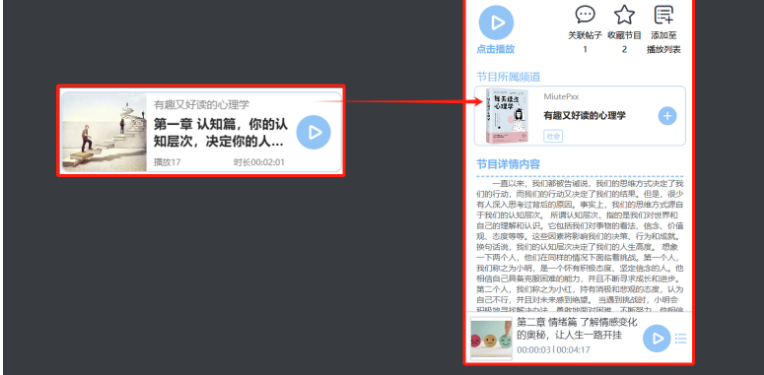 有趣又好读的心理学
第一章 认知篇，你的认
知层次，决定你的人...
播放17
时长00:02:01
点击播放
关联帖子
1
收藏节目
2
添加至
播放列表
节目所属频道
每天读点
心理学
MiutePxx
有趣又好读的心理学
社会
节目详情内容
一直以来，我们都被告诫说，我们的思维方式决定了我
们的行动，而我们的行动又决定了我们的结果。但是，很少
有人深入思考过背后的原因。事实上，我们的思维方式源自
于我们的认知层次。 所谓认知层次，指的是我们对世界和
自己的理解和认识。它包括我们对事物的看法、信念、价值
观、态度等等。这些因素将影响我们的决策、行为和成就。
换句话说，我们的认知层次决定了我们的人生高度。 想象
一下两个人，他们在同样的情况下面临着挑战。第一个人，
我们称之为小明，是一个怀有积极态度、坚定信念的人。他
相信自己具备克服困难的能力，并且不断寻求成长和进步。
第二个人，我们称之为小红，持有消极和悲观的态度，认为
自己不行，并且对未来感到绝望。 当遇到挑战时，小明会
积极地寻找解决办法，勇敢地面对困难，不断努力，他相信
第二章 情绪篇 了解情感变化
的奥秘，让人生一路开挂
00:00:03|00:04:17